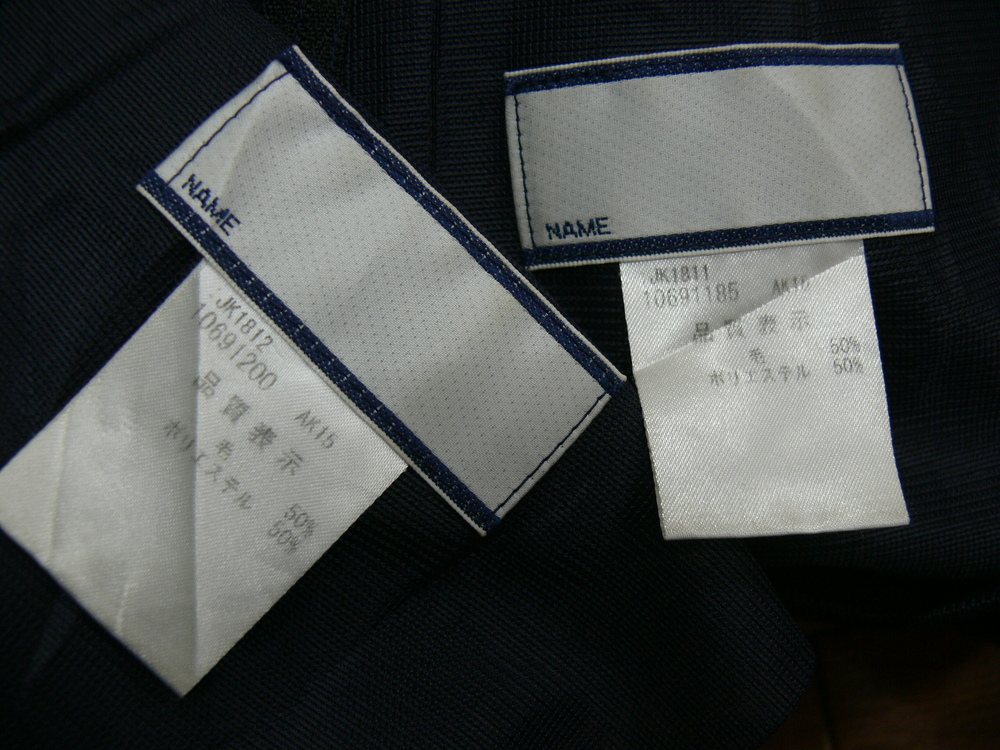 NAME
JK1812
10691200
AK15
品質表示
毛 50%
ポリエステル 50%
NAME
JK1811
10691185
品質表示
毛 50%
ポリエステル 50%